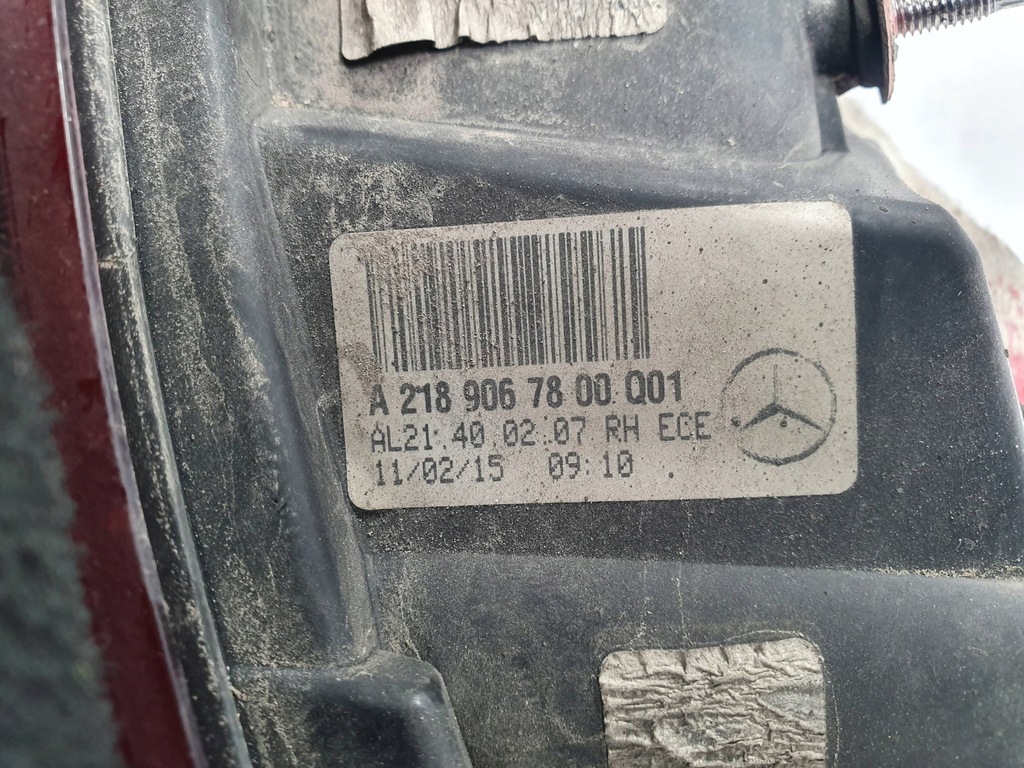 A 218 906 78 00 Q01
AL21.40.02.07 RH ECE
11/02/15 09:10